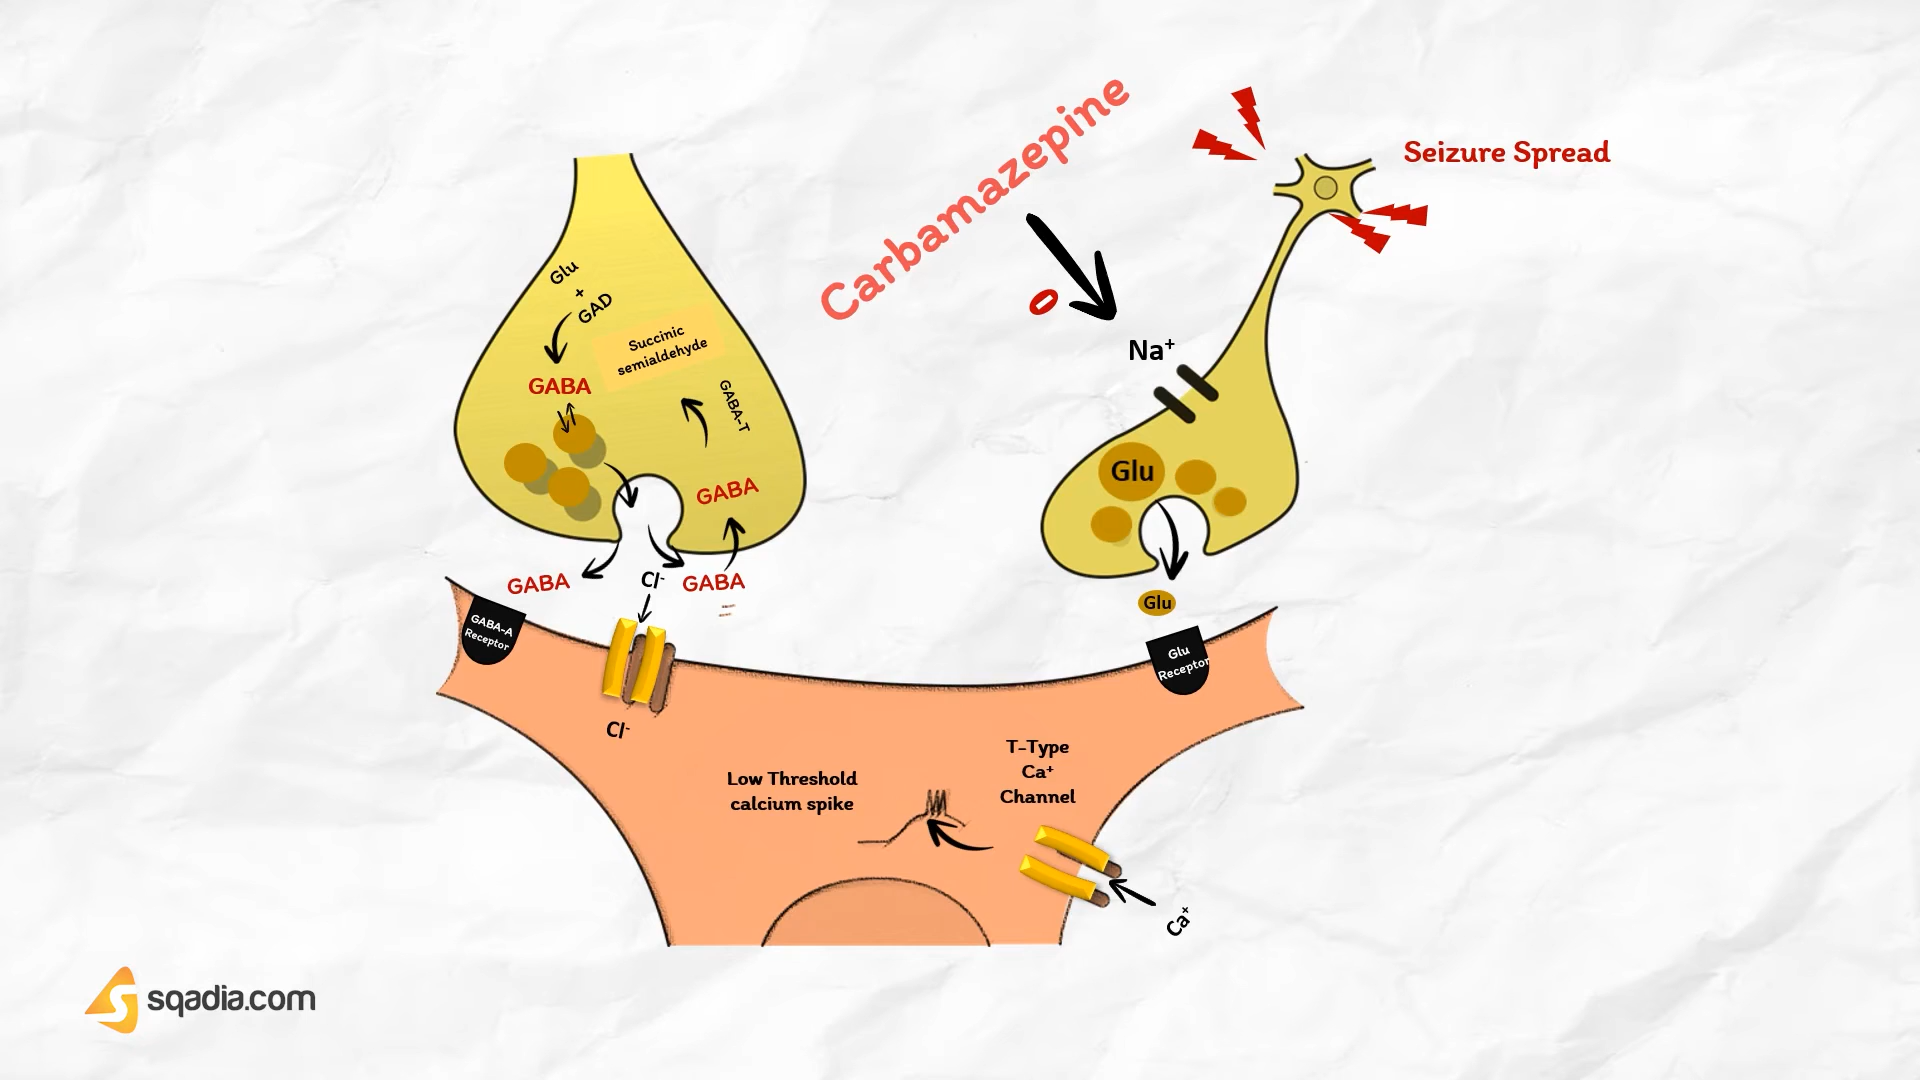 Carbamazepine
Seizure Spread
Glu
+
GAD
Succinic
semialdehyde
GABA
GABA-T
Na⁺
Glu
GABA
GABA
Cl⁻
GABA
Glu
GABA-A
Receptor
Glu
Receptor
Cl⁻
T-Type
Ca⁺
Channel
Low Threshold
calcium spike
Ca⁺
sqadia.com